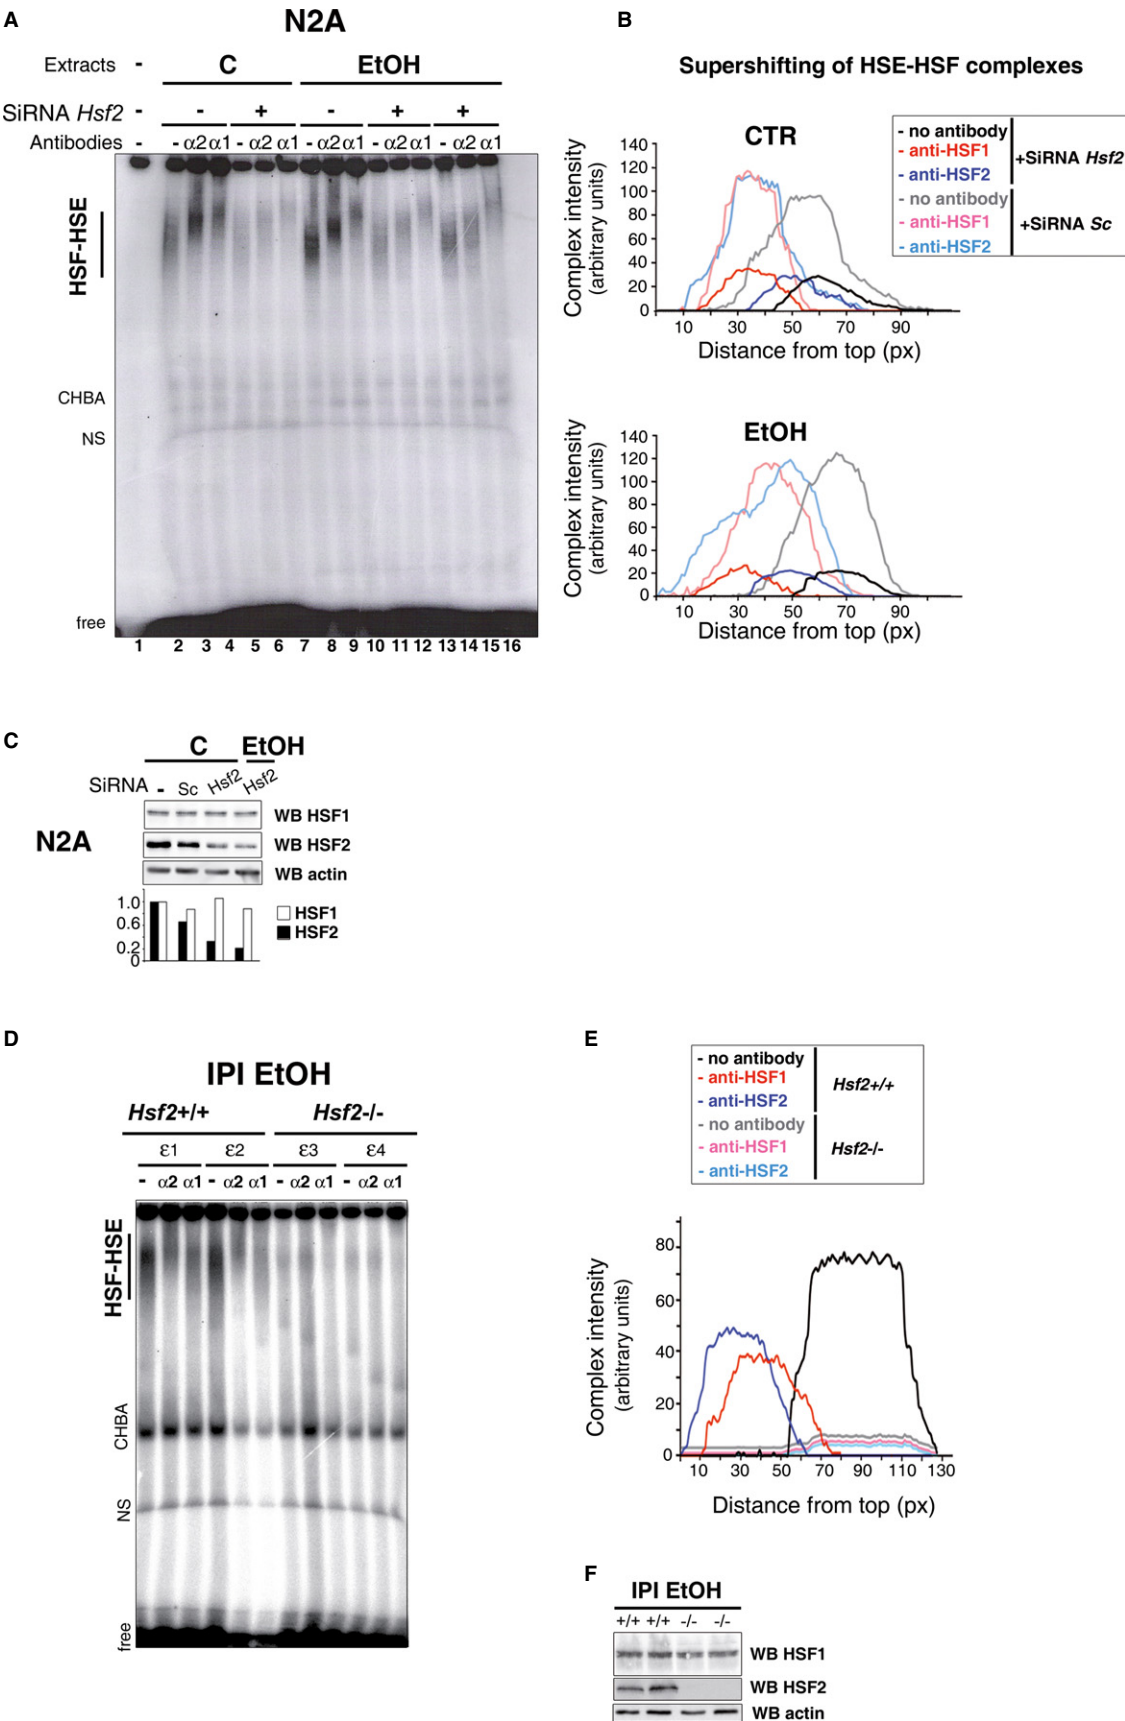 A
N2A
Extracts - C EtOH
SiRNA Hsf2 - - + - + +
Antibodies - - α2 α1 - α2 α1 - α2 α1 - α2 α1 - α2 α1
HSF-HSE
CHBA
NS
free
1 2 3 4 5 6 7 8 9 10 11 12 13 14 15 16
B
Supershifting of HSE-HSF complexes
- no antibody
- anti-HSF1
- anti-HSF2
+SiRNA Hsf2
- no antibody
- anti-HSF1
- anti-HSF2
+SiRNA Sc
CTR
Complex intensity
(arbitrary units)
140
120
100
80
60
40
20
0
10 30 50 70 90
Distance from top (px)
EtOH
Complex intensity
(arbitrary units)
140
120
100
80
60
40
20
0
10 30 50 70 90
Distance from top (px)
C
C EtOH
SiRNA - Sc Hsf2 Hsf2
N2A
WB HSF1
WB HSF2
WB actin
1.0
0.6
0.2
0
HSF1
HSF2
D
IPI EtOH
Hsf2+/+ Hsf2-/-
ε1 ε2 ε3 ε4
- α2 α1 - α2 α1 - α2 α1 - α2 α1
HSF-HSE
CHBA
NS
free
E
- no antibody
- anti-HSF1
- anti-HSF2
Hsf2+/+
- no antibody
- anti-HSF1
- anti-HSF2
Hsf2-/-
Complex intensity
(arbitrary units)
80
60
40
20
0
10 30 50 70 90 110 130
Distance from top (px)
F
IPI EtOH
+/+ +/+ -/- -/-
WB HSF1
WB HSF2
WB actin